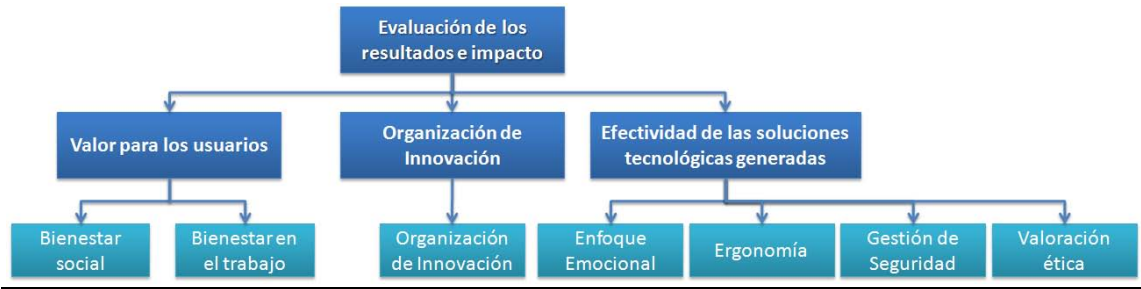 Evaluación de los
resultados e impacto
Valor para los usuarios
Organización de
Innovación
Efectividad de las soluciones
tecnológicas generadas
Bienestar
social
Bienestar en
el trabajo
Organización
de Innovación
Enfoque
Emocional
Ergonomía
Gestión de
Seguridad
Valoración
ética